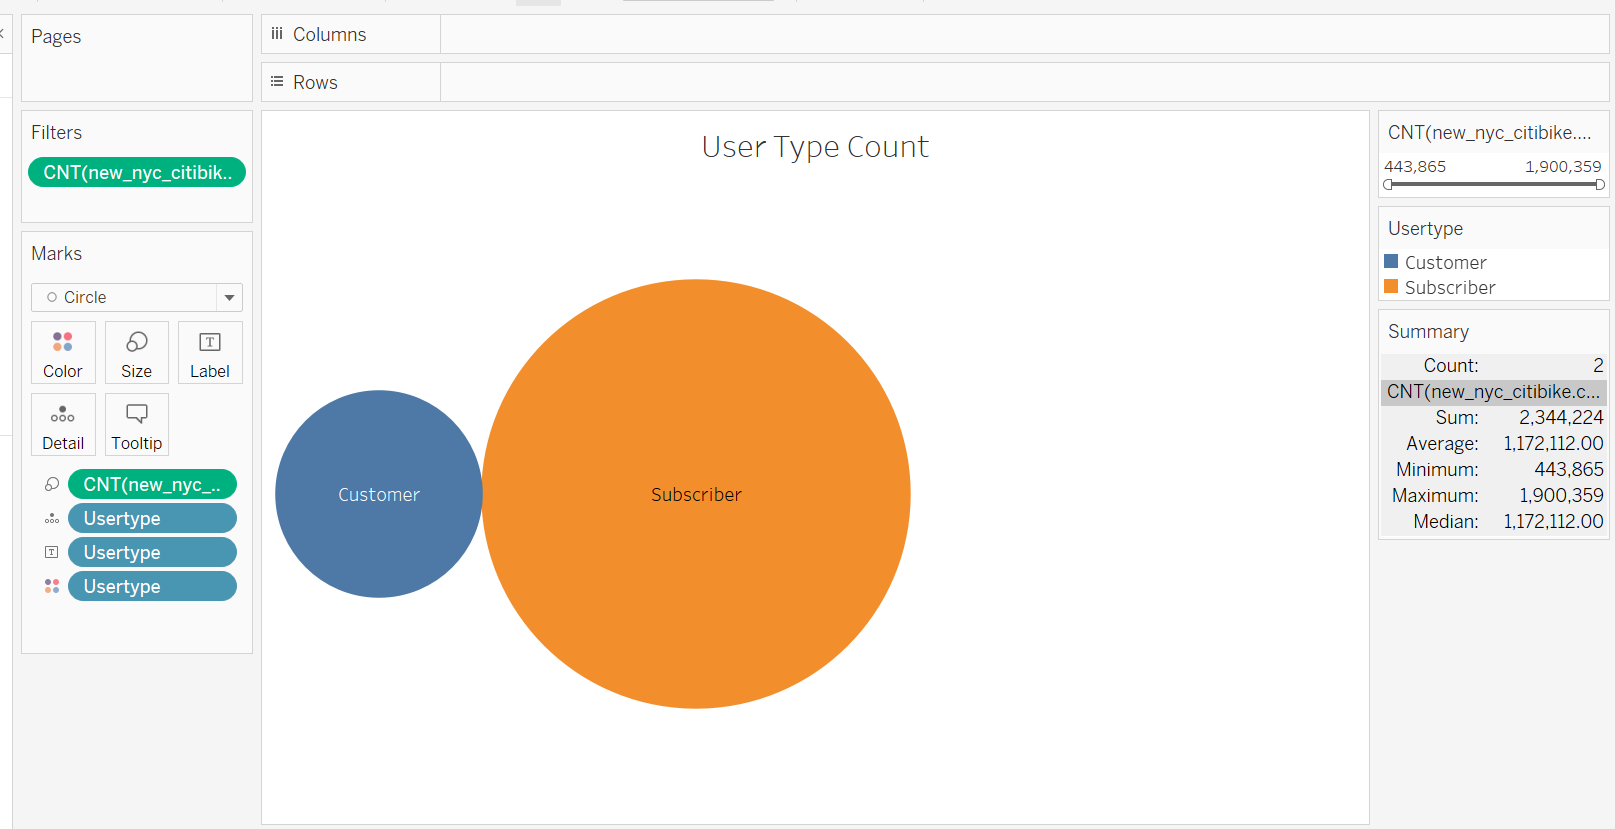 Pages
Columns
Rows
Filters
CNT(new_nyc_citibik..
Marks
Circle
Color
Size
T
Label
Detail
Tooltip
CNT(new_nyc_..
Usertype
T
Usertype
Usertype
User Type Count
Customer
Subscriber
CNT(new_nyc_citibike....
443,865 1,900,359
Usertype
Customer
Subscriber
Summary
Count: 2
CNT(new_nyc_citibike.c...
Sum: 2,344,224
Average: 1,172,112.00
Minimum: 443,865
Maximum: 1,900,359
Median: 1,172,112.00